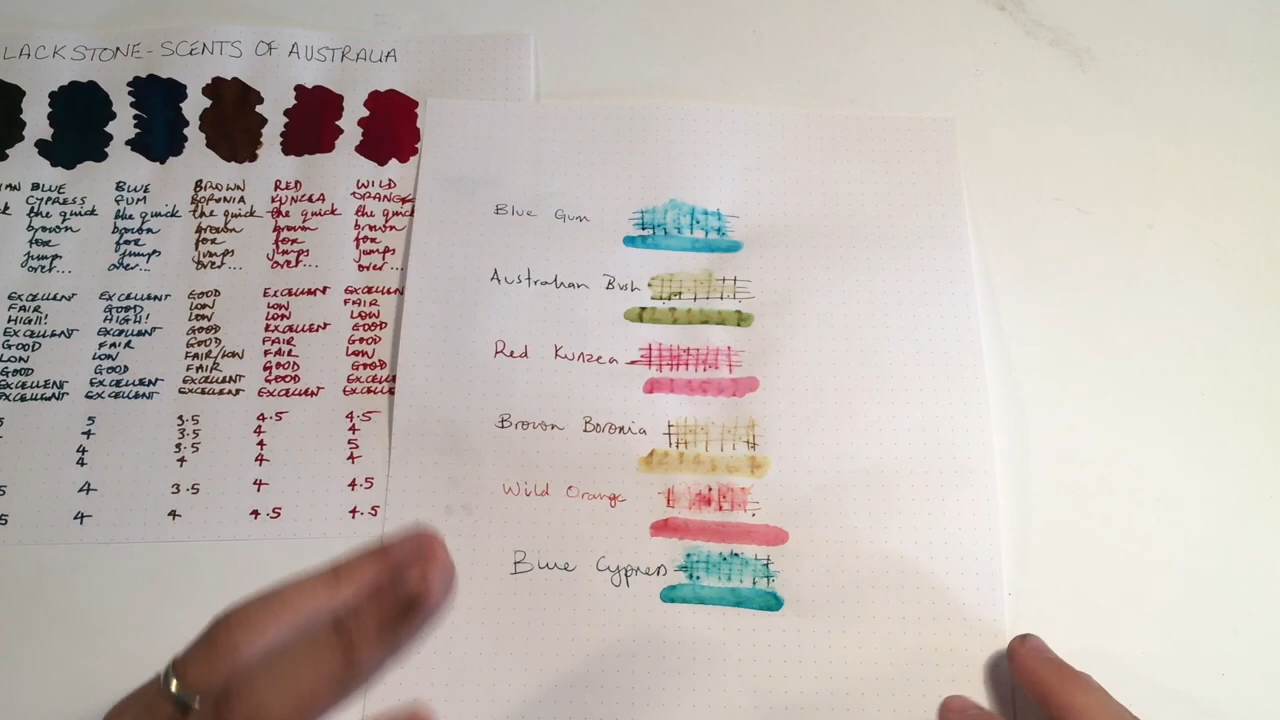 LACKSTONE-SCENTS OF AUSTRALIA
BLUE BLUE BROWN RED WILD
CYPRESS GUM BORONIA KUNZEA ORANGE
the quick the quick the quick the quick the quick
brown brown brown brown brown
fox fox fox fox fox
jumps jumps jumps jumps jumps
over... over... over... over... over...
EXCELLENT EXCELLENT GOOD EXCELLENT EXCELLEN
FAIR GOOD LOW LOW FAIR
HIGH! HIGH! LOW LOW LOW
EXCELLENT EXCELLENT GOOD EXCELLENT GOOD
GOOD FAIR GOOD FAIR GOOD
LOW LOW FAIR/LOW FAIR LOW
GOOD GOOD FAIR GOOD GOOD
EXCELLENT EXCELLENT EXCELLENT GOOD EXCELLE
EXCELLENT EXCELLENT EXCELLENT EXCELLENT EXCELLE
5 3.5 4.5 4.5
4 3.5 4 4
4 3.5 4 5
4 4 4 4
5 4 3.5 4 4.5
5 4 4 4.5 4.5
Blue Gum
Australian Bush
Red Kunzea
Brown Boronia
Wild Orange
Blue Cypress